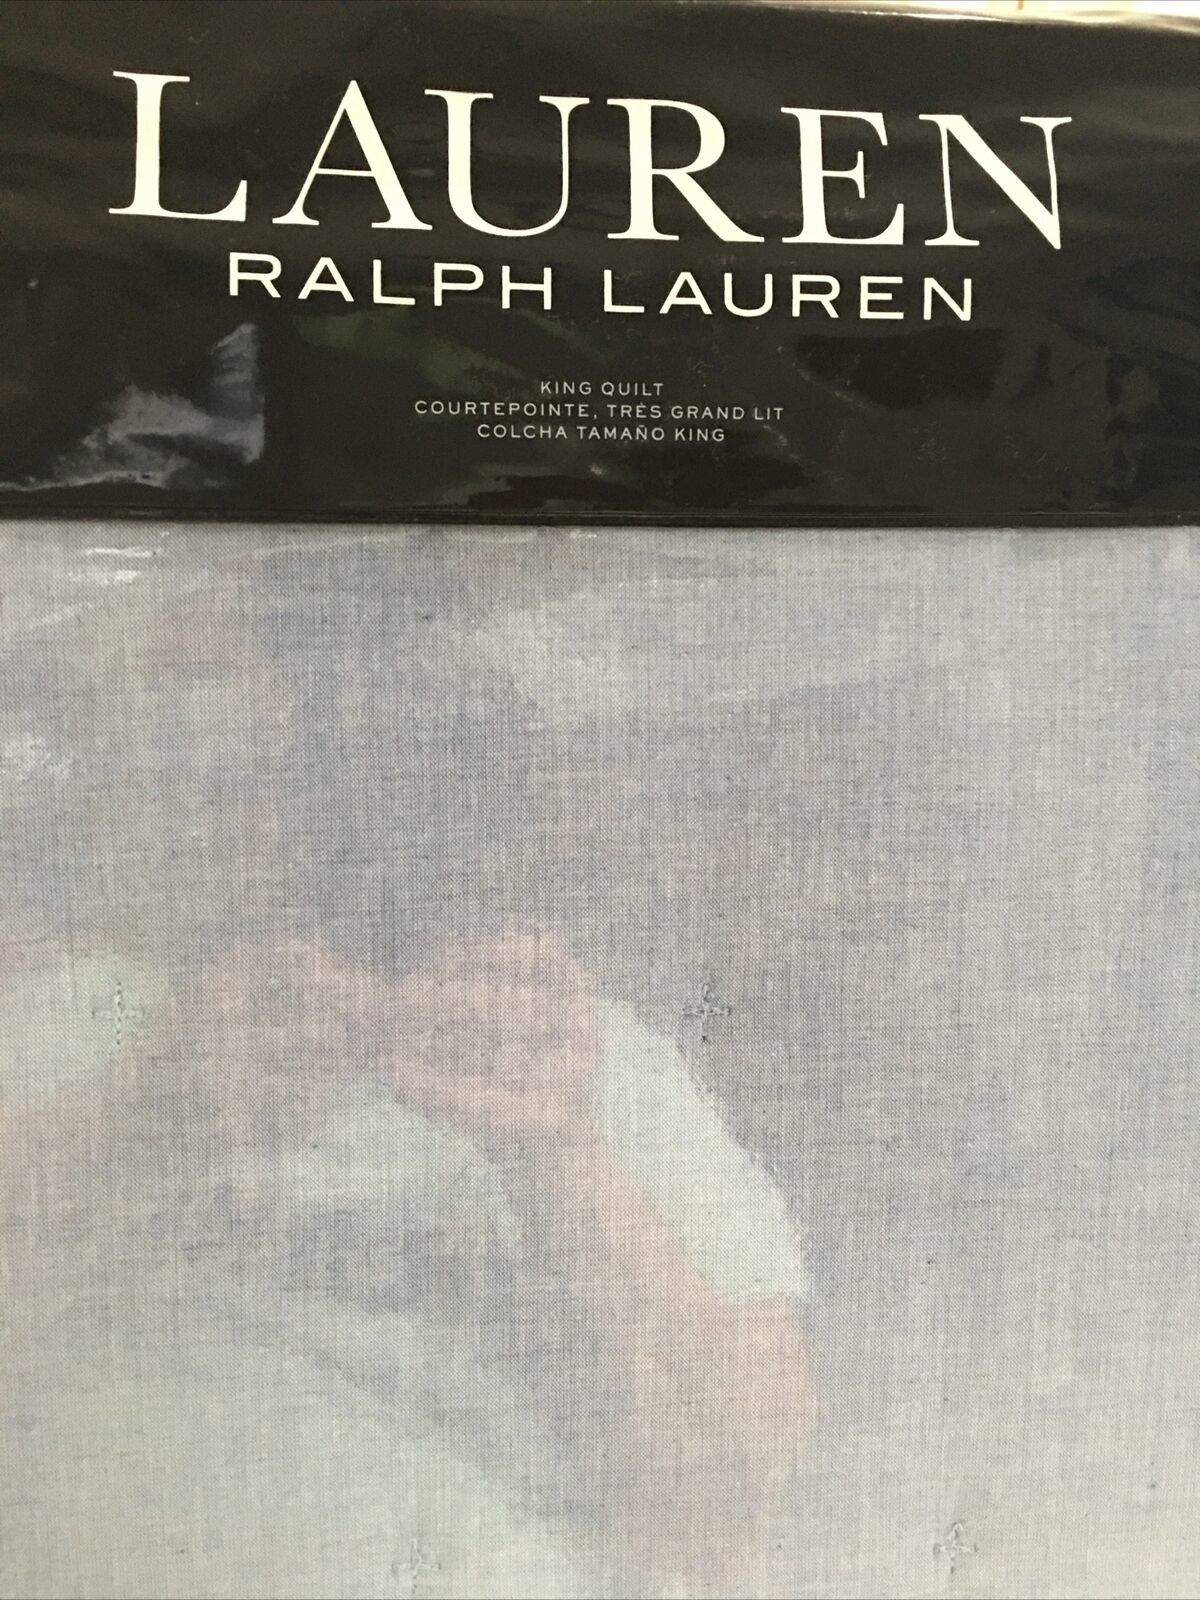 LAUREN
RALPH LAUREN
KING QUILT
COURTEPOINTE, TRÈS GRAND LIT
COLCHA TAMAÑO KING